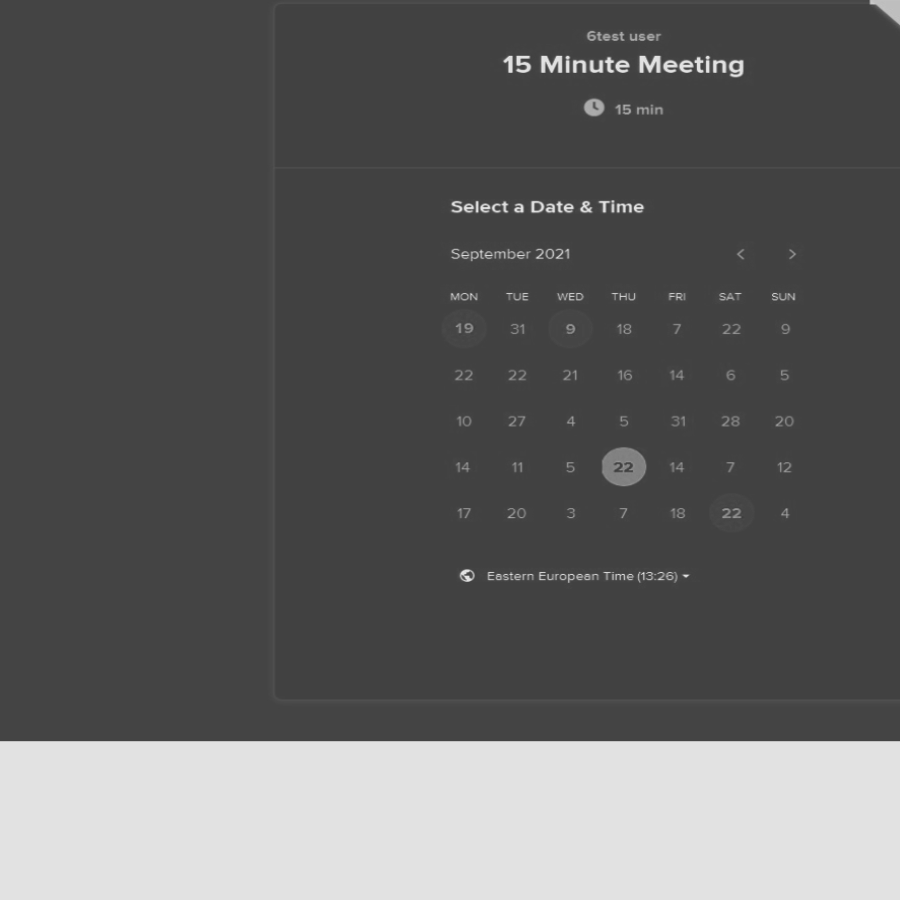 6test user
15 Minute Meeting
15 min
Select a Date & Time
September 2021
MON TUE WED THU FRI SAT SUN
19 31 9 18 7 22 9
22 22 21 16 14 6 5
10 27 4 5 31 28 20
14 11 5 22 14 7 12
17 20 3 7 18 22 4
Eastern European Time (13:26)